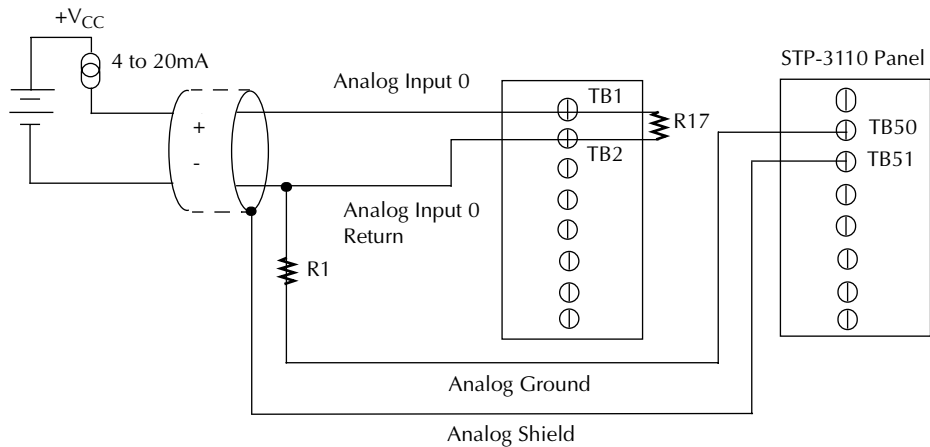 +VCC
4 to 20mA
Analog Input 0
STP-3110 Panel
TB1
R17
TB50
+
TB2
TB51
-
Analog Input 0
Return
R1
Analog Ground
Analog Shield